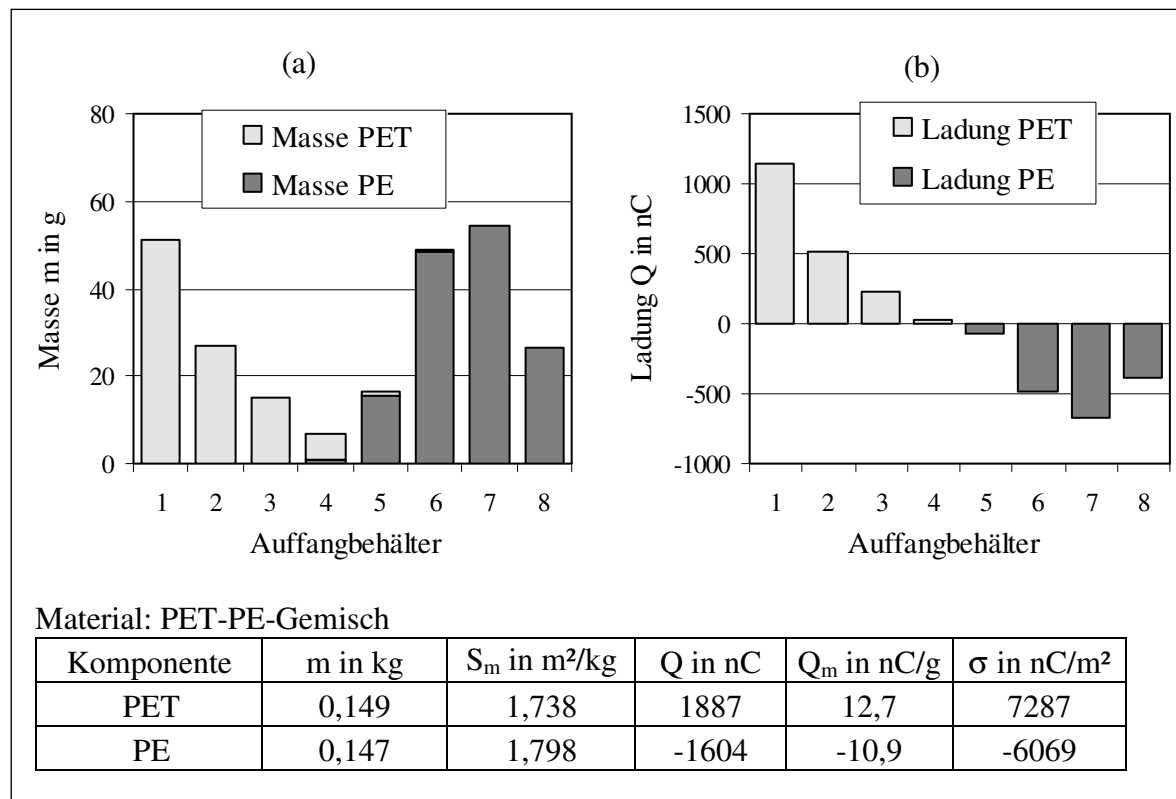 (a)
Masse PET
Masse PE
80
60
40
20
0
Masse m in g
1 2 3 4 5 6 7 8
Auffangbehälter
(b)
Ladung PET
Ladung PE
1500
1000
500
0
-500
-1000
Ladung Q in nC
1 2 3 4 5 6 7 8
Auffangbehälter
Material: PET-PE-Gemisch
Komponente m in kg Sₘ in m²/kg Q in nC Qₘ in nC/g σ in nC/m²
PET 0,149 1,738 1887 12,7 7287
PE 0,147 1,798 -1604 -10,9 -6069